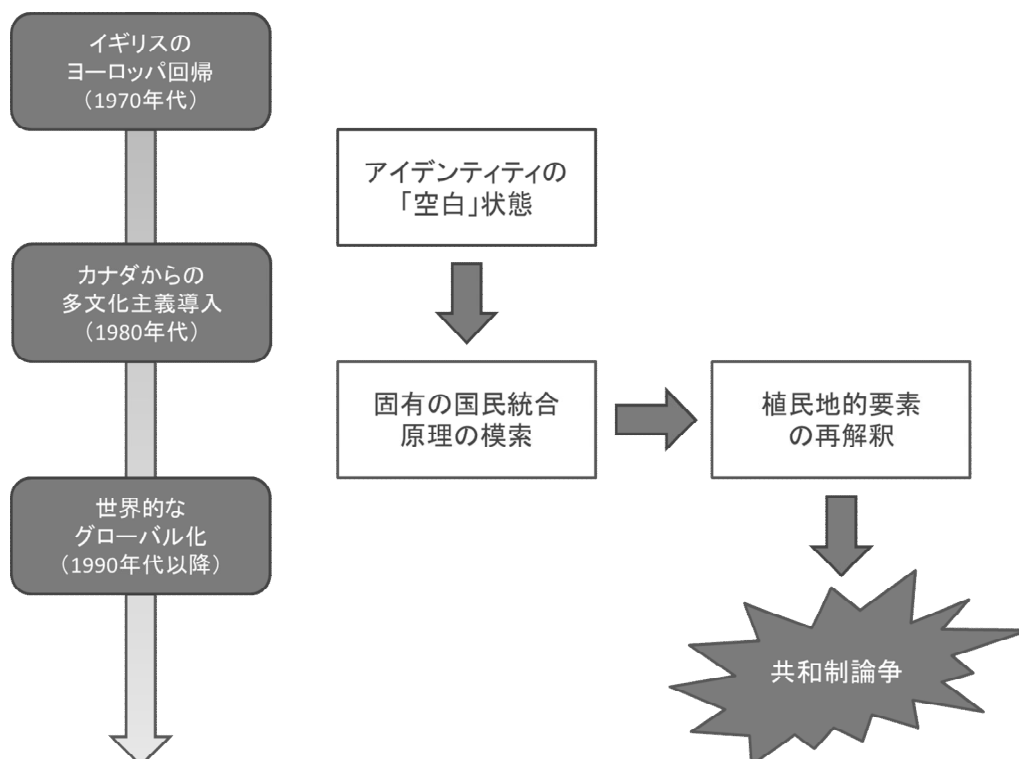 イギリスの
ヨーロッパ回帰
（1970年代）
アイデンティティの
「空白」状態
カナダからの
多文化主義導入
（1980年代）
固有の国民統合
原理の模索
植民地的要素
の再解釈
世界的な
グローバル化
（1990年代以降）
共和制論争